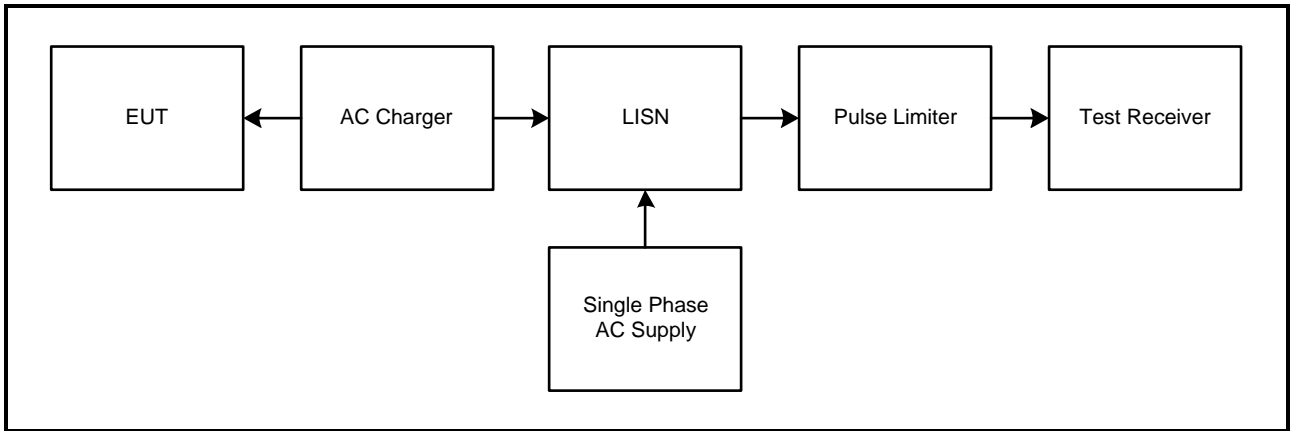 EUT
AC Charger
LISN
Pulse Limiter
Test Receiver
Single Phase
AC Supply